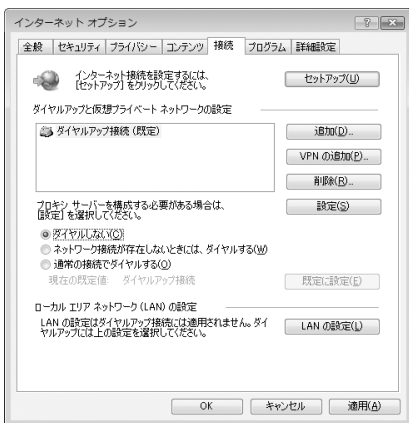 インターネット オプション
全般 セキュリティ プライバシー コンテンツ 接続 プログラム 詳細設定
インターネット接続を設定するには、
[セットアップ] をクリックしてください。
セットアップ(U)
ダイヤルアップと仮想プライベート ネットワークの設定
ダイヤルアップ接続 (既定)
追加(D)...
VPN の追加(P)...
削除(R)...
プロキシ サーバーを構成する必要がある場合は、
[設定] を選択してください。
設定(S)
ダイヤルしない(C)
ネットワーク接続が存在しないときには、ダイヤルする(W)
通常の接続でダイヤルする(O)
現在の既定値: ダイヤルアップ接続
既定に設定(E)
ローカル エリア ネットワーク (LAN) の設定
LAN の設定はダイヤルアップ接続には適用されません。ダイ
ヤルアップには上の設定を選択してください。
LAN の設定(L)
OK キャンセル 適用(A)